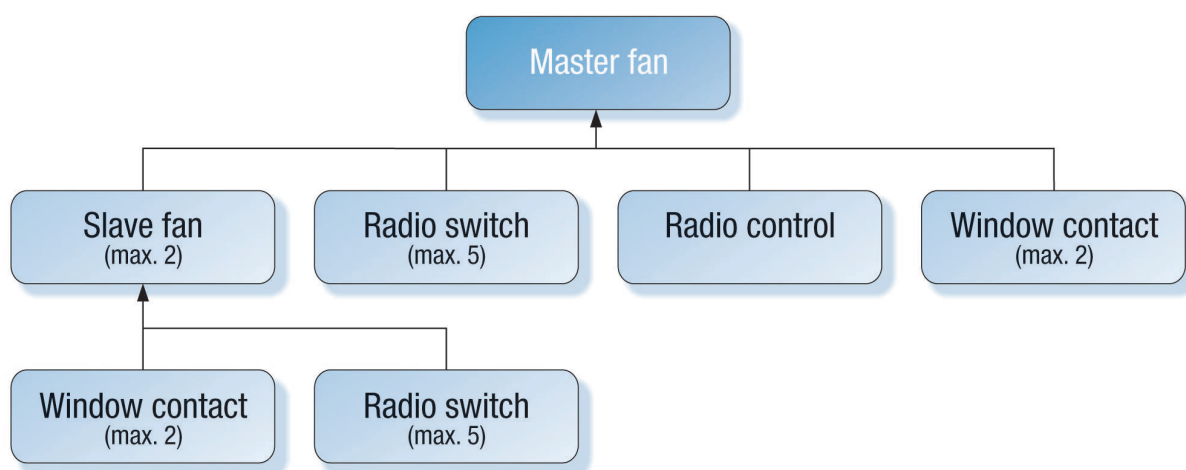 Master fan
Slave fan
(max. 2)
Radio switch
(max. 5)
Radio control
Window contact
(max. 2)
Window contact
(max. 2)
Radio switch
(max. 5)